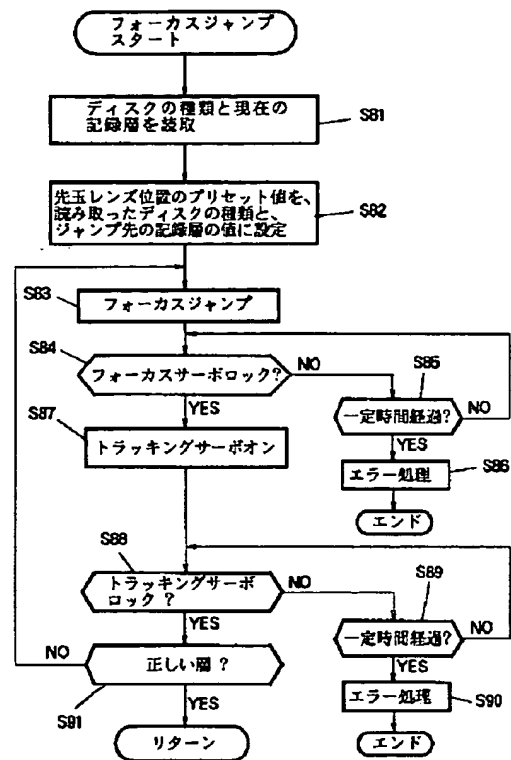 フォーカスジャンプ
スタート
ディスクの種類と現在の
記録層を読取
S81
先玉レンズ位置のプリセット値を、
読み取ったディスクの種類と、
ジャンプ先の記録層の値に設定
S82
S83
フォーカスジャンプ
S84
フォーカスサーボロック?
NO
YES
S85
一定時間経過?
NO
YES
S87
トラッキングサーボオン
エラー処理
S86
エンド
S88
トラッキングサーボ
ロック ?
NO
YES
S89
一定時間経過?
NO
YES
NO
正しい層 ?
S91
YES
エラー処理
S90
リターン
エンド